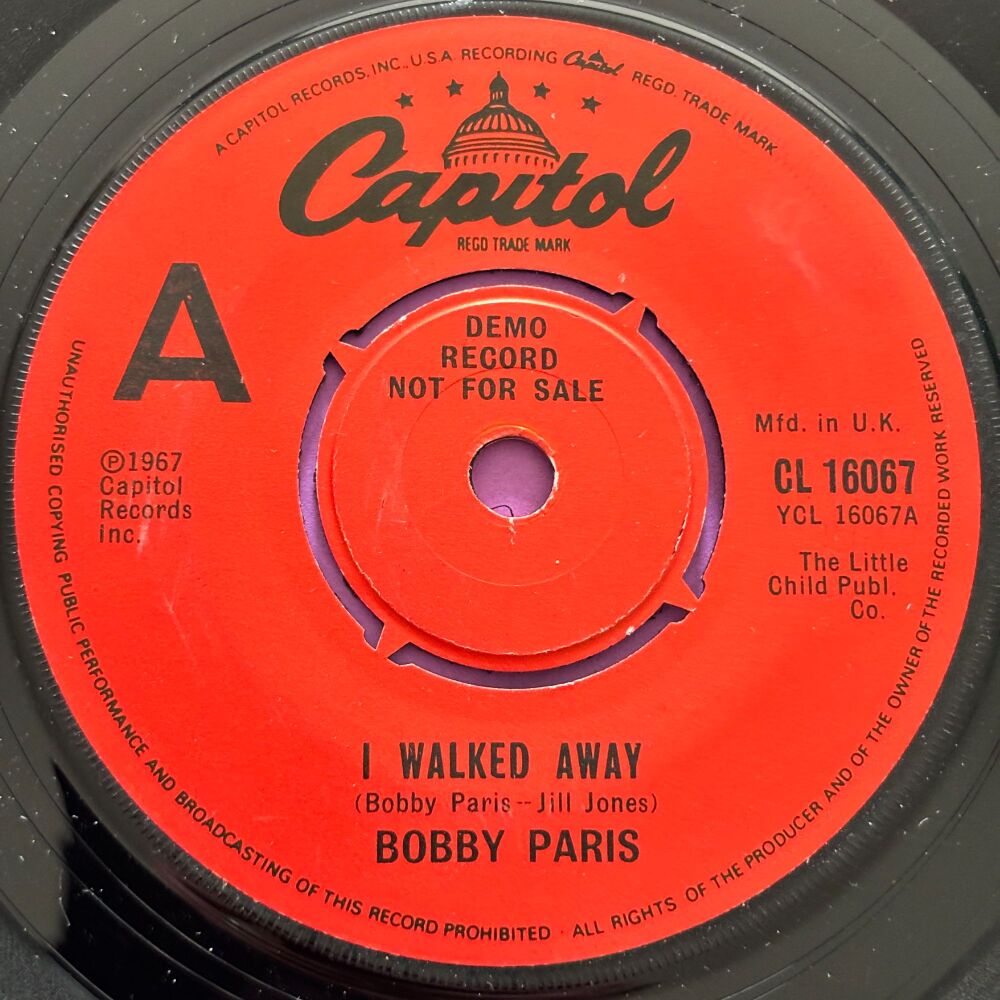 A CAPITOL RECORDS, INC., U.S.A. RECORDING Capitol REGD. TRADE MARK
Capitol
REGD TRADE MARK
A
DEMO
RECORD
NOT FOR SALE
℗1967
Capitol
Records
inc.
Mfd. in U.K.
CL 16067
YCL 16067A
The Little
Child Publ.
Co.
I WALKED AWAY
(Bobby Paris--Jill Jones)
BOBBY PARIS
UNAUTHORISED COPYING PUBLIC PERFORMANCE AND BROADCASTING OF THIS RECORD PROHIBITED · ALL RIGHTS OF THE PRODUCER AND OF THE OWNER OF THE RECORDED WORK RESERVED